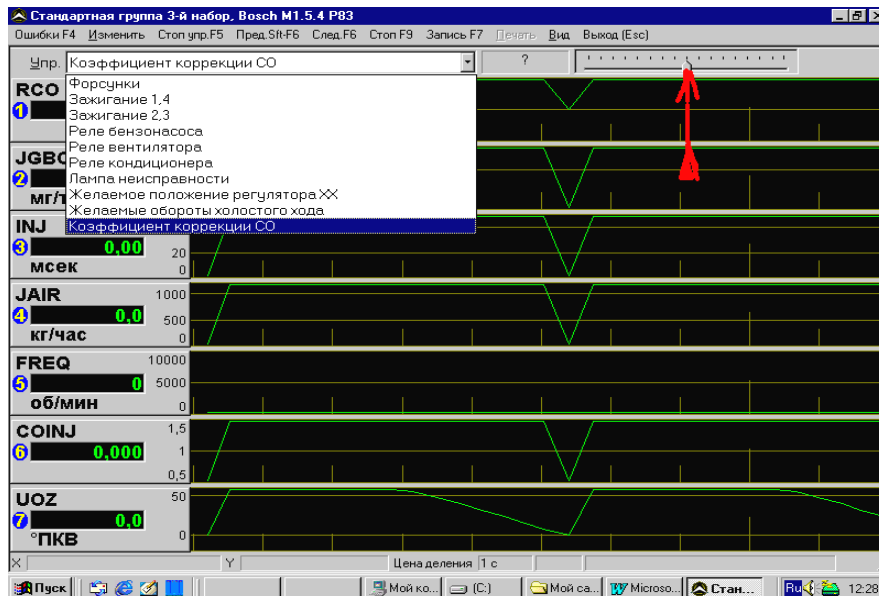 Стандартная группа 3-й набор, Bosch M1.5.4 P83
Ошибки F4 Изменить Стоп упр.F5 Пред.Sft-F6 След.F6 Стоп F9 Запись F7 Печать Вид Выход (Esc)
Упр. Коэффициент коррекции CO ?
Форсунки
Зажигание 1,4
Зажигание 2,3
Реле бензонасоса
Реле вентилятора
Реле кондиционера
Лампа неисправности
Желаемое положение регулятора XX
Желаемые обороты холостого хода
Коэффициент коррекции CO
RCO
1
JGBC
2
мг/т
INJ
3 0,00 20
мсек 0
JAIR 1000
4 0,0 500
кг/час 0
FREQ 10000
5 0 5000
об/мин 0
COINJ 1,5
6 0,000 1
0,5
UOZ 50
7 0,0
°ПКВ 0
X Y Цена деления 1 с
Пуск Мой ко... (C:) Мой са... Microso... Стан... Ru 12:28